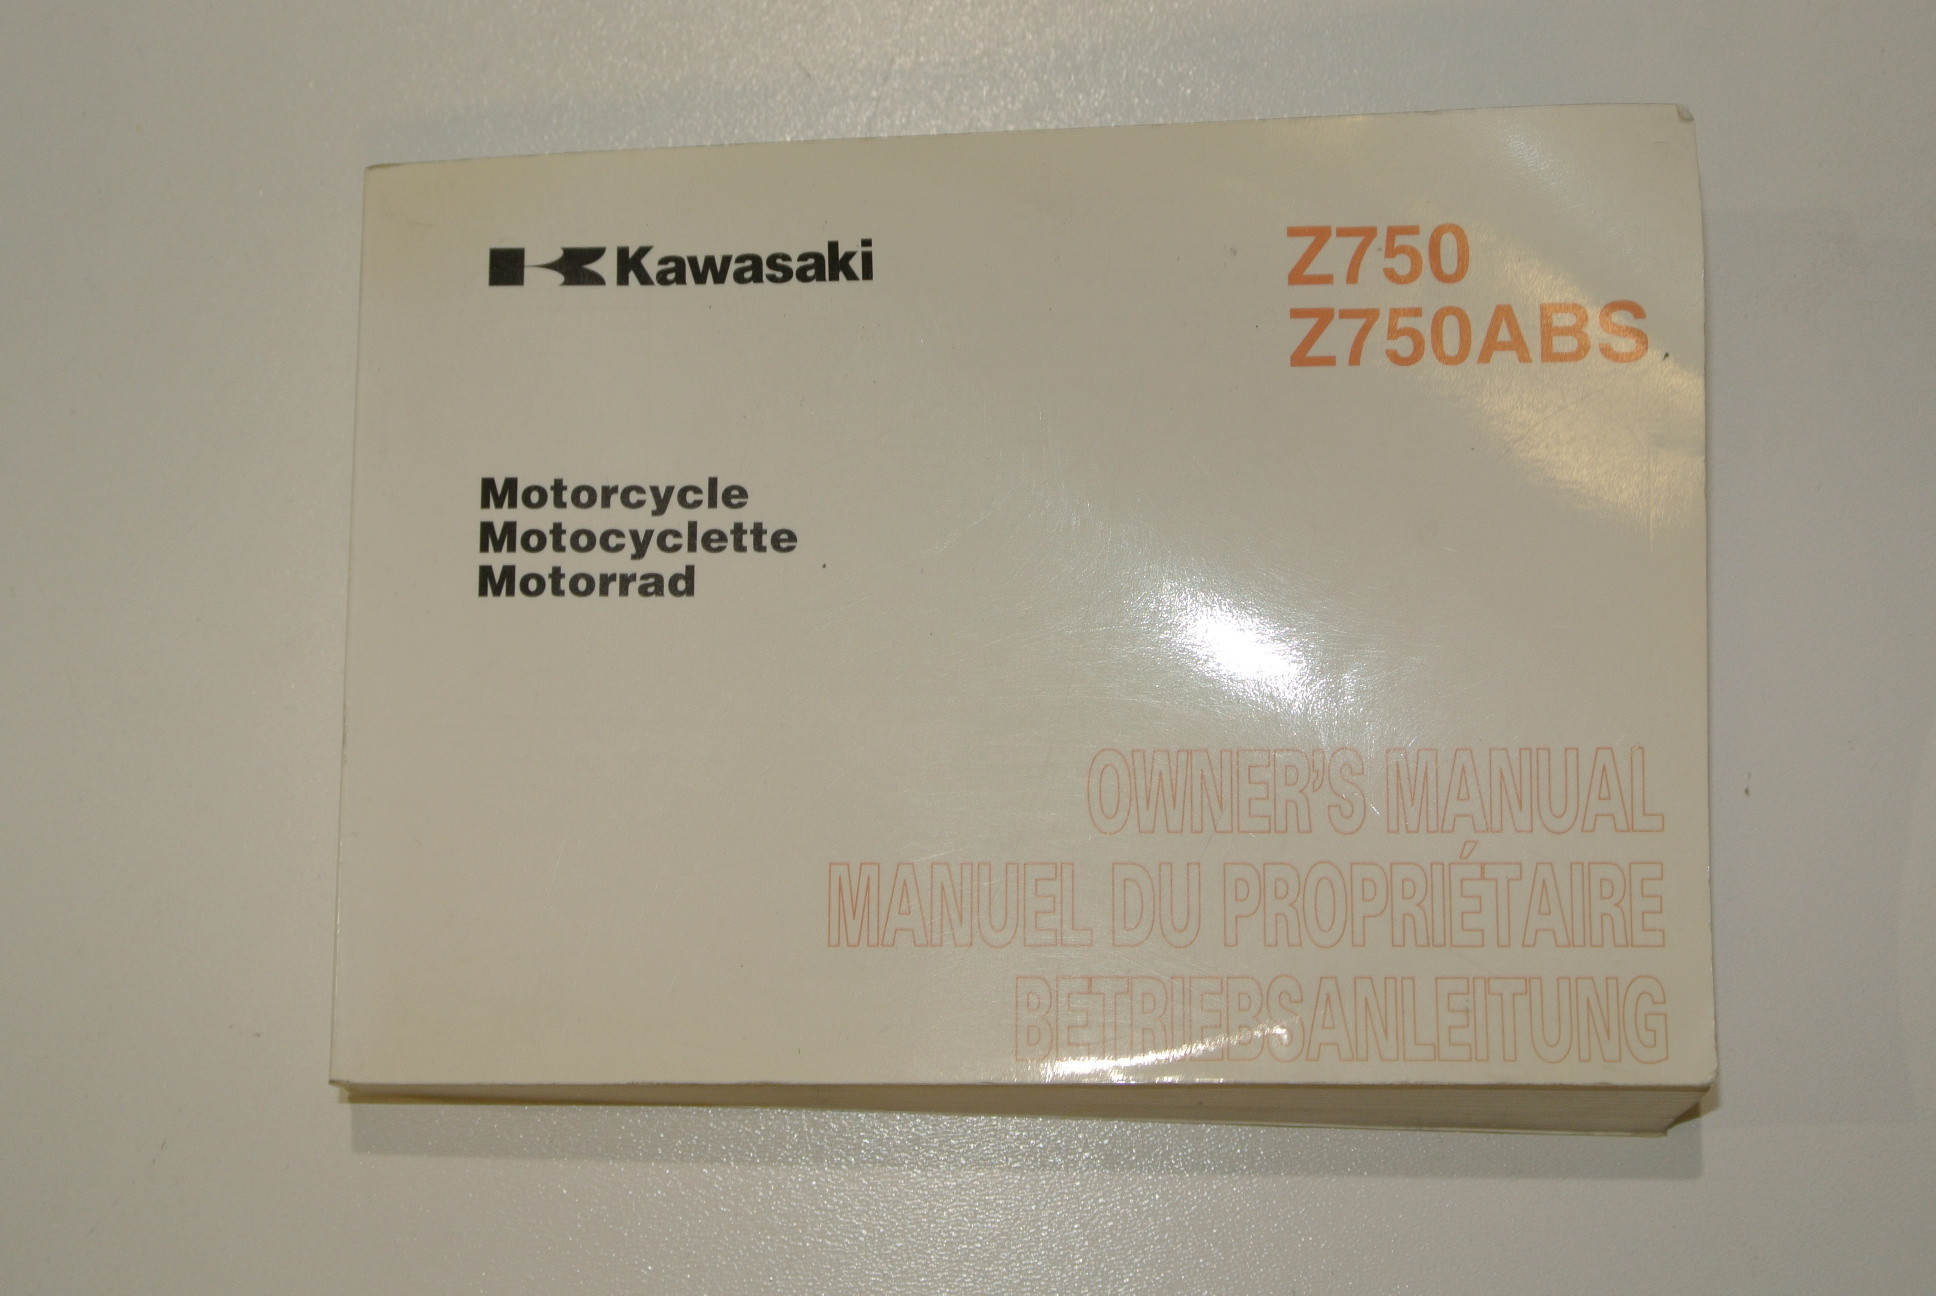 Kawasaki
Z750
Z750ABS
Motorcycle
Motocyclette
Motorrad
OWNER'S MANUAL
MANUEL DU PROPRIÉTAIRE
BETRIEBSANLEITUNG